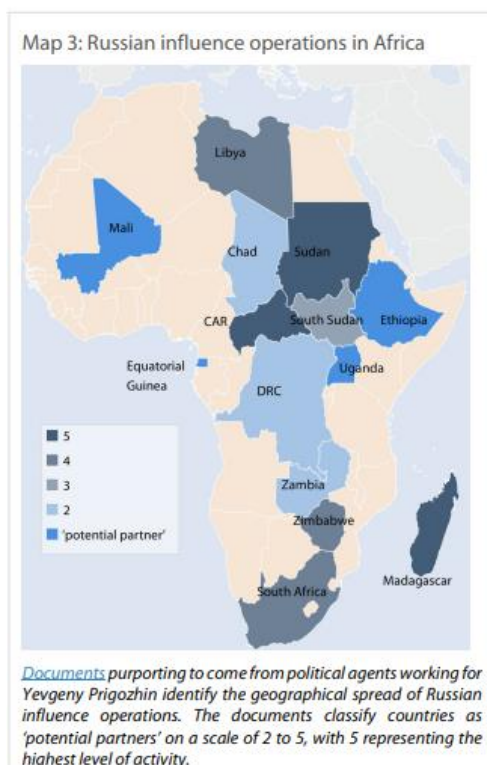 Map 3: Russian influence operations in Africa
Libya
Mali
Chad
Sudan
CAR
South Sudan
Ethiopia
Equatorial
Guinea
Uganda
DRC
5
4
3
2
'potential partner'
Zambia
Zimbabwe
Madagascar
South Africa
Documents purporting to come from political agents working for
Yevgeny Prigozhin identify the geographical spread of Russian
influence operations. The documents classify countries as
'potential partners' on a scale of 2 to 5, with 5 representing the
highest level of activity.